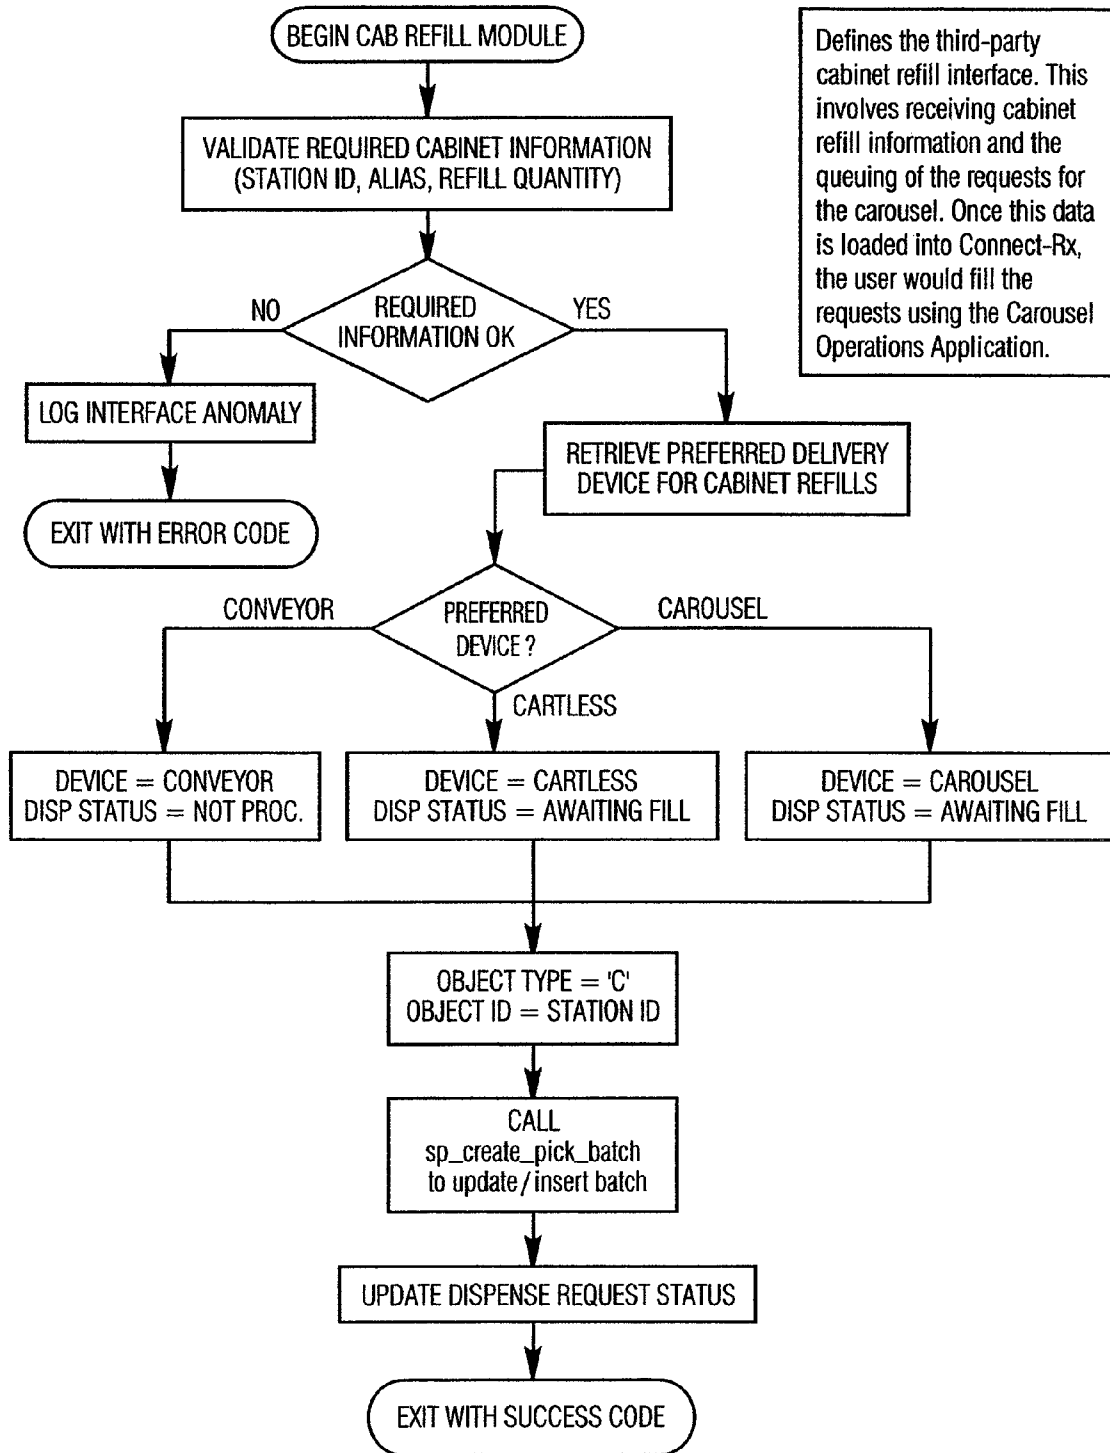 BEGIN CAB REFILL MODULE
Defines the third-party
cabinet refill interface. This
involves receiving cabinet
refill information and the
queuing of the requests for
the carousel. Once this data
is loaded into Connect-Rx,
the user would fill the
requests using the Carousel
Operations Application.
VALIDATE REQUIRED CABINET INFORMATION
(STATION ID, ALIAS, REFILL QUANTITY)
REQUIRED
INFORMATION OK
NO
YES
LOG INTERFACE ANOMALY
EXIT WITH ERROR CODE
RETRIEVE PREFERRED DELIVERY
DEVICE FOR CABINET REFILLS
PREFERRED
DEVICE ?
CONVEYOR
CAROUSEL
CARTLESS
DEVICE = CONVEYOR
DISP STATUS = NOT PROC.
DEVICE = CARTLESS
DISP STATUS = AWAITING FILL
DEVICE = CAROUSEL
DISP STATUS = AWAITING FILL
OBJECT TYPE = 'C'
OBJECT ID = STATION ID
CALL
sp_create_pick_batch
to update/insert batch
UPDATE DISPENSE REQUEST STATUS
EXIT WITH SUCCESS CODE